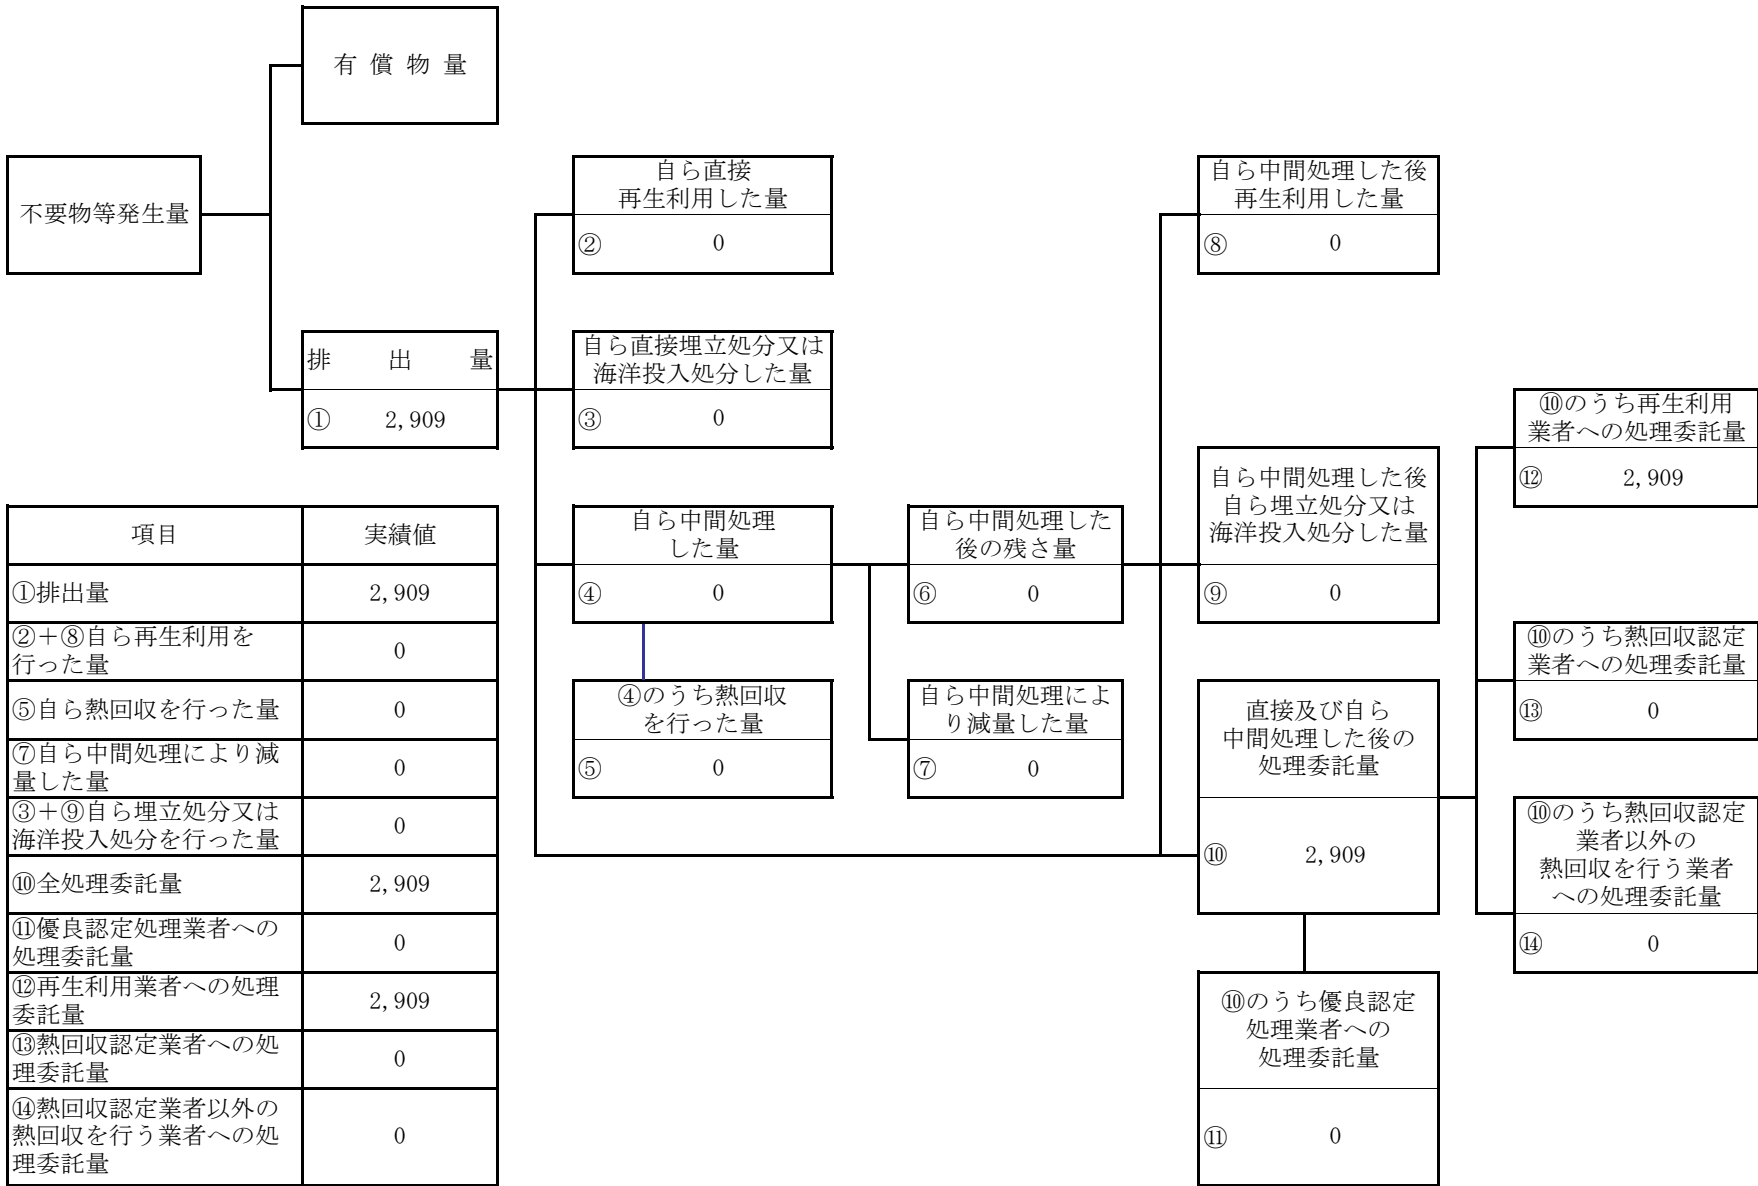 有償物量
不要物等発生量
排出量
① 2,909
自ら直接
再生利用した量
② 0
自ら直接埋立処分又は
海洋投入処分した量
③ 0
自ら中間処理
した量
④ 0
④のうち熱回収
を行った量
⑤ 0
自ら中間処理した
後の残さ量
⑥ 0
自ら中間処理によ
り減量した量
⑦ 0
自ら中間処理した後
再生利用した量
⑧ 0
自ら中間処理した後
自ら埋立処分又は
海洋投入処分した量
⑨ 0
直接及び自ら
中間処理した後の
処理委託量
⑩ 2,909
⑩のうち優良認定
処理業者への
処理委託量
⑪ 0
⑩のうち再生利用
業者への処理委託量
⑫ 2,909
⑩のうち熱回収認定
業者への処理委託量
⑬ 0
⑩のうち熱回収認定
業者以外の
熱回収を行う業者
への処理委託量
⑭ 0
項目 実績値
①排出量 2,909
②＋⑧自ら再生利用を
行った量 0
⑤自ら熱回収を行った量 0
⑦自ら中間処理により減
量した量 0
③＋⑨自ら埋立処分又は
海洋投入処分を行った量 0
⑩全処理委託量 2,909
⑪優良認定処理業者への
処理委託量 0
⑫再生利用業者への処理
委託量 2,909
⑬熱回収認定業者への処
理委託量 0
⑭熱回収認定業者以外の
熱回収を行う業者への処
理委託量 0